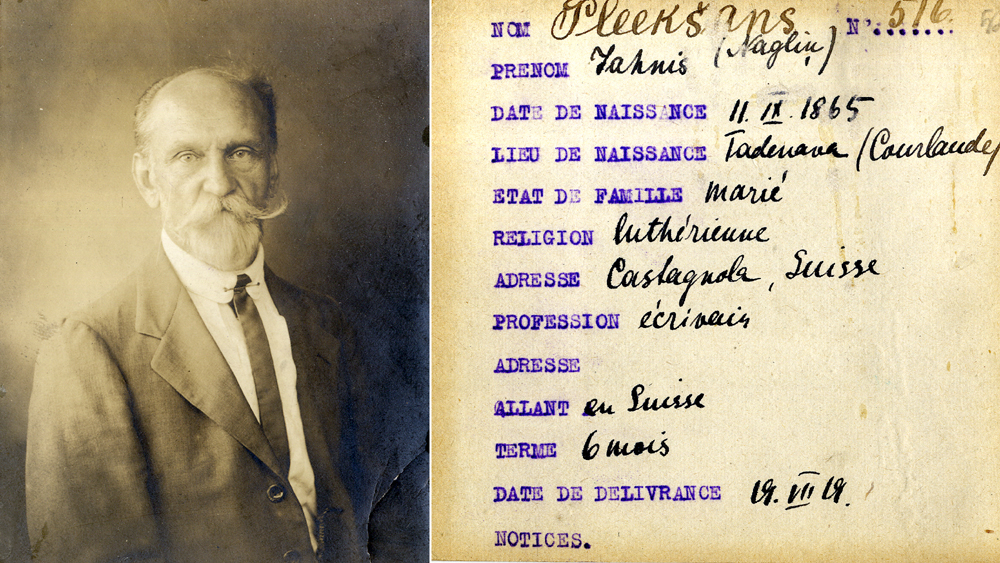 NOM Pleekšans Nº 516
PRENOM Jahnis (Naglin)
DATE DE NAISSANCE 11. IX. 1865
LIEU DE NAISSANCE Tadenava (Courlande)
ETAT DE FAMILLE marié
RELIGION luthérienne
ADRESSE Castagnola, Suisse
PROFESSION écrivain
ADRESSE
ALLANT en Suisse
TERME 6 mois
DATE DE DELIVRANCE 19. VII 19.
NOTICES.